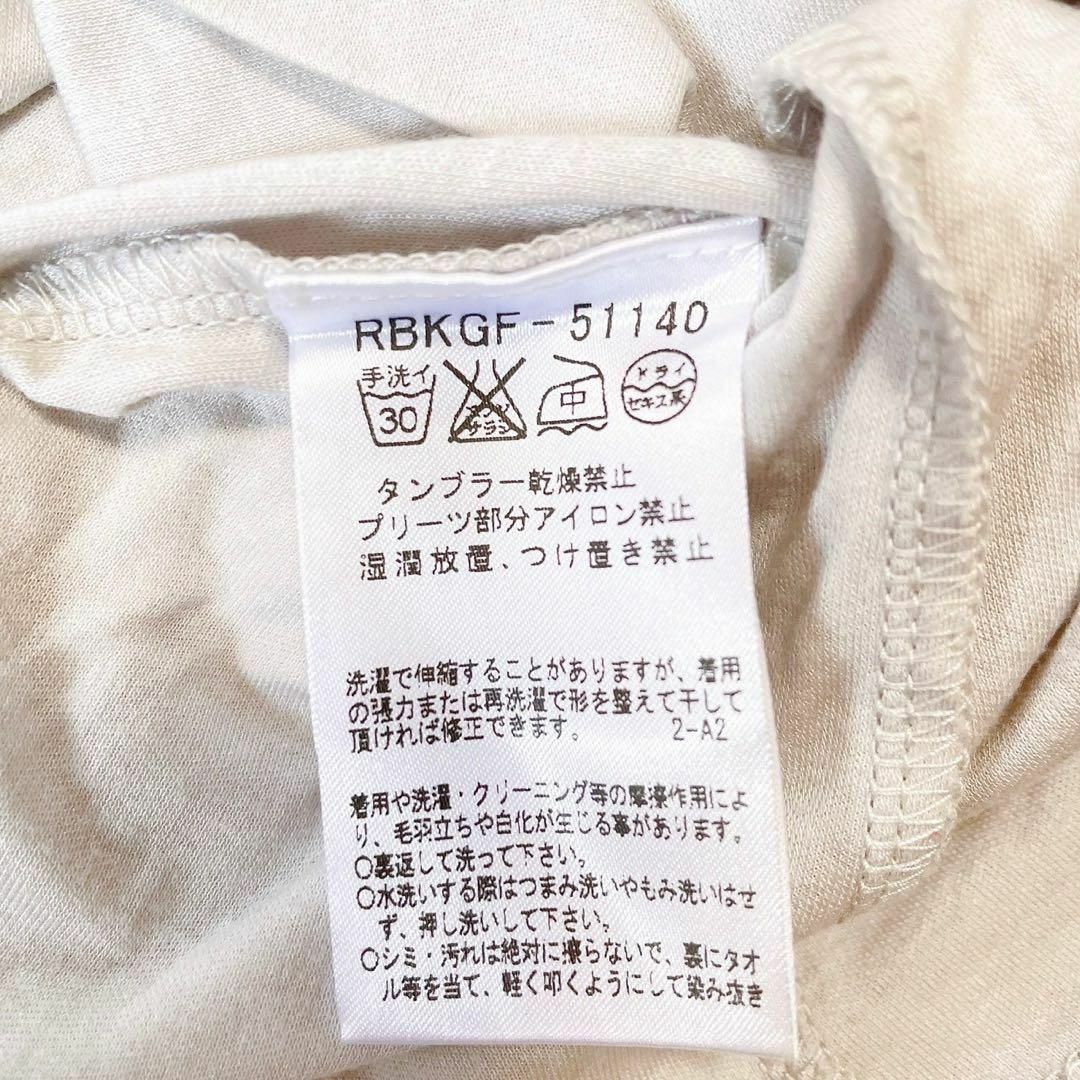 RBKGF-51140
手洗イ
30
エンソ
サラシ
中
ドライ
セキユ系
タンブラー乾燥禁止
プリーツ部分アイロン禁止
湿潤放置、つけ置き禁止
洗濯で伸縮することがありますが、着用
の張力または再洗濯で形を整えて干して
頂ければ修正できます。 2-A2
着用や洗濯・クリーニング等の摩擦作用によ
り、毛羽立ちや白化が生じる事があります。
○裏返して洗って下さい。
○水洗いする際はつまみ洗いやもみ洗いはせ
ず、押し洗いして下さい。
○シミ・汚れは絶対に擦らないで、裏にタオ
ル等を当て、軽く叩くようにして染み抜き